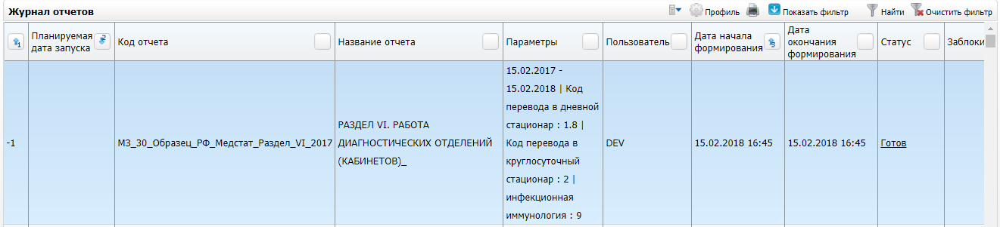 Журнал отчетов
Профиль
Показать фильтр
Найти
Очистить фильтр
1
Планируемая
дата запуска
2
Код отчета
Название отчета
Параметры
Пользователь
Дата начала
формирования
5
Дата
окончания
формирования
Статус
Заблоки
-1
МЗ_30_Образец_РФ_Медстат_Раздел_VI_2017
РАЗДЕЛ VI. РАБОТА
ДИАГНОСТИЧЕСКИХ ОТДЕЛЕНИЙ
(КАБИНЕТОВ)_
15.02.2017 -
15.02.2018 | Код
перевода в дневной
стационар : 1.8 |
Код перевода в
круглосуточный
стационар : 2 |
инфекционная
иммунология : 9
DEV
15.02.2018 16:45
15.02.2018 16:45
Готов